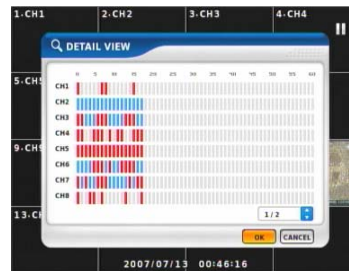 1·CH1 2·CH2 3·CH3 4·CH4
DETAIL VIEW
0 5 10 15 20 25 30 35 40 45 50 55 60
5·CH5
CH1
CH2
CH3
CH4
9·CH9
CH5
CH6
CH7
CH8
13·CH
1/2
OK CANCEL
2007/07/13 00:46:16